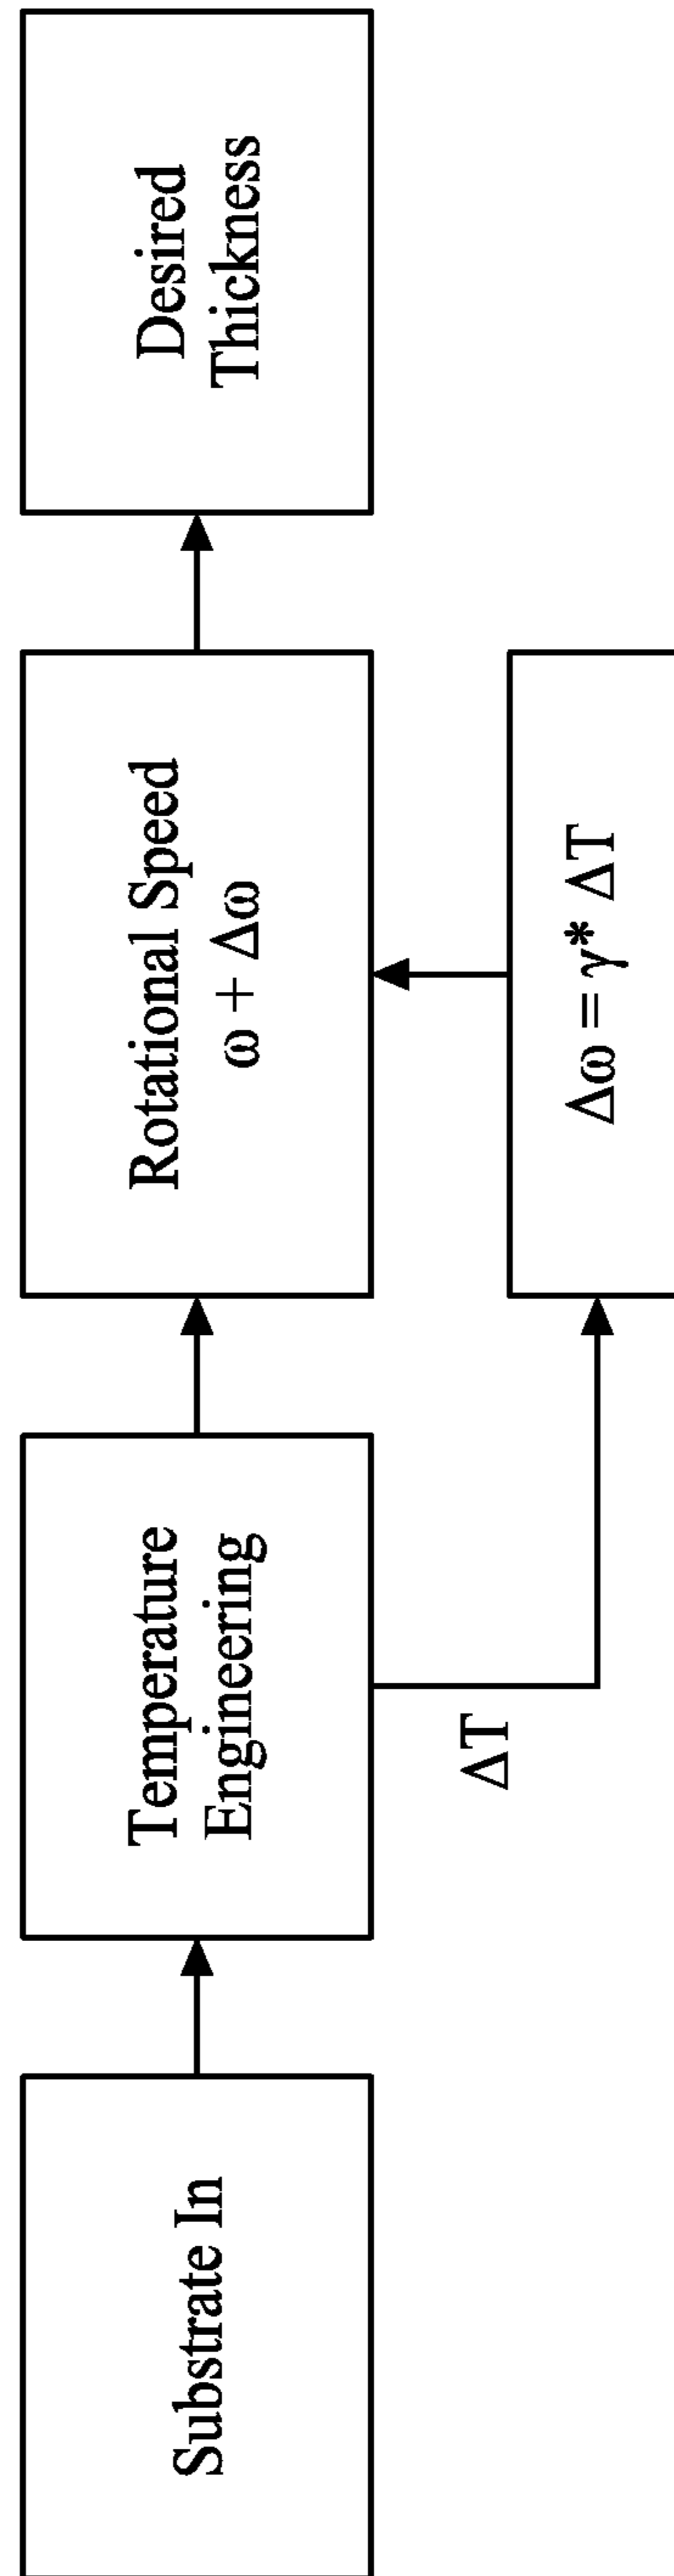 Substrate In
Temperature
Engineering
Rotational Speed
ω + Δω
Desired
Thickness
ΔT
Δω = γ* ΔT